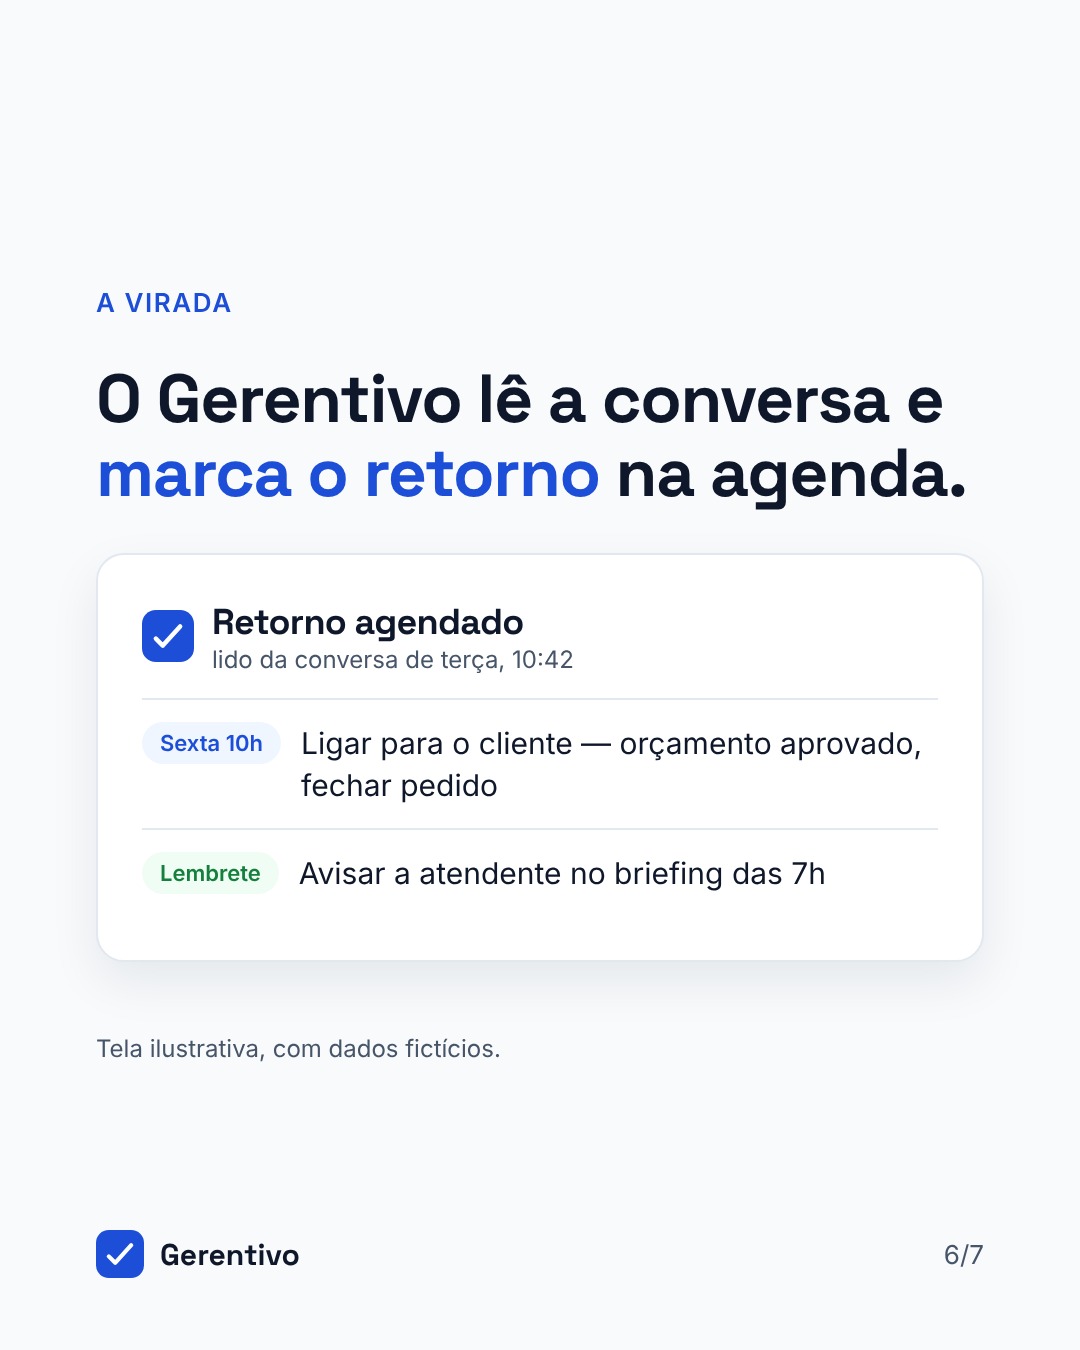 A VIRADA
O Gerentivo lê a conversa e
marca o retorno na agenda.
Retorno agendado
lido da conversa de terça, 10:42
Sexta 10h
Ligar para o cliente — orçamento aprovado,
fechar pedido
Lembrete
Avisar a atendente no briefing das 7h
Tela ilustrativa, com dados fictícios.
Gerentivo
6/7